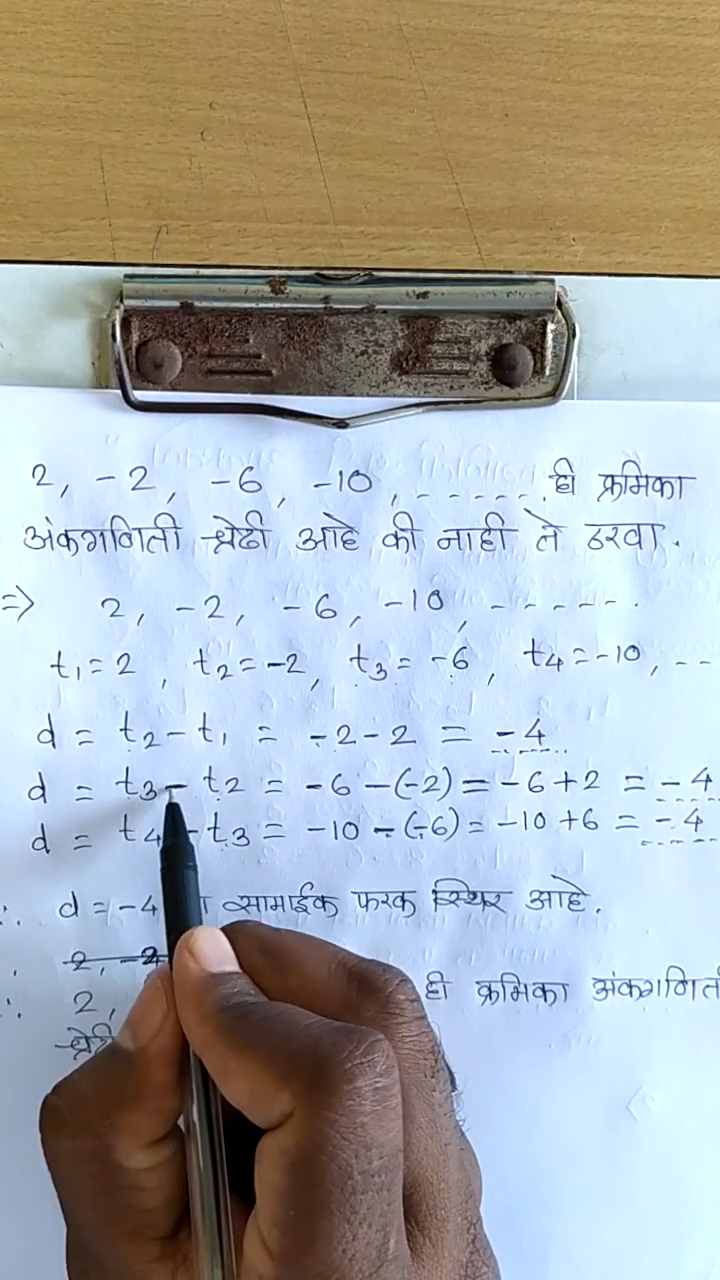 2, -2, -6, -10, ------. ही क्रमिका
अंकगणिती श्रेढी आहे की नाही ते ठरवा.
=> 2, -2, -6, -10, -----.
t₁=2, t₂=-2, t₃=-6, t₄=-10, --
d = t₂-t₁ = -2-2 = -4
d = t₃-t₂ = -6-(-2) = -6+2 = -4
d = t₄-t₃ = -10-(-6) = -10+6 = -4
∴ d=-4 सामाईक फरक स्थिर आहे.
2, -2
∴ 2, ही क्रमिका अंकगणिती
श्रेढी